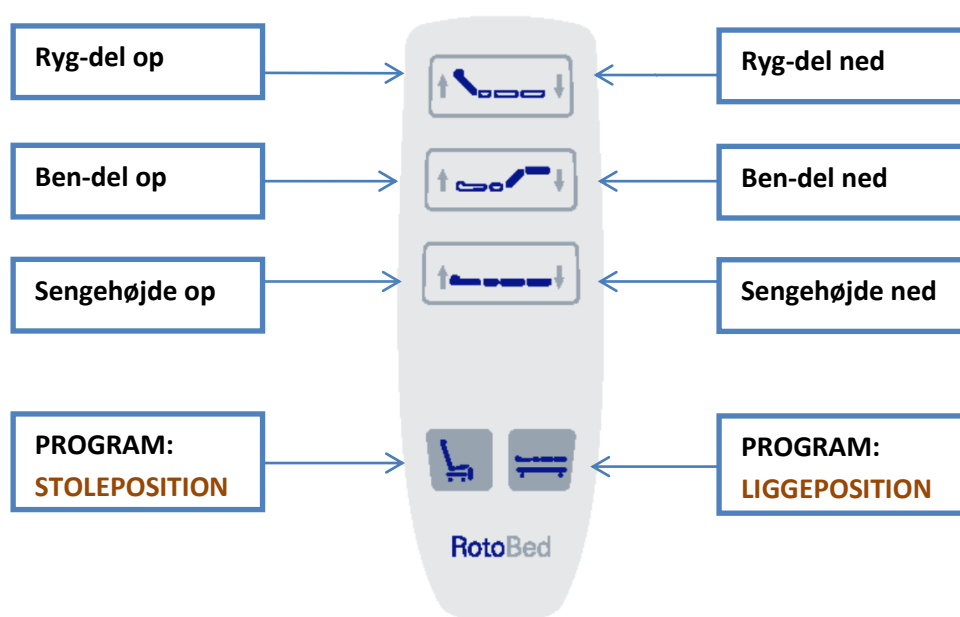 Ryg-del op
Ryg-del ned
Ben-del op
Ben-del ned
Sengehøjde op
Sengehøjde ned
PROGRAM:
STOLEPOSITION
PROGRAM:
LIGGEPOSITION
RotoBed